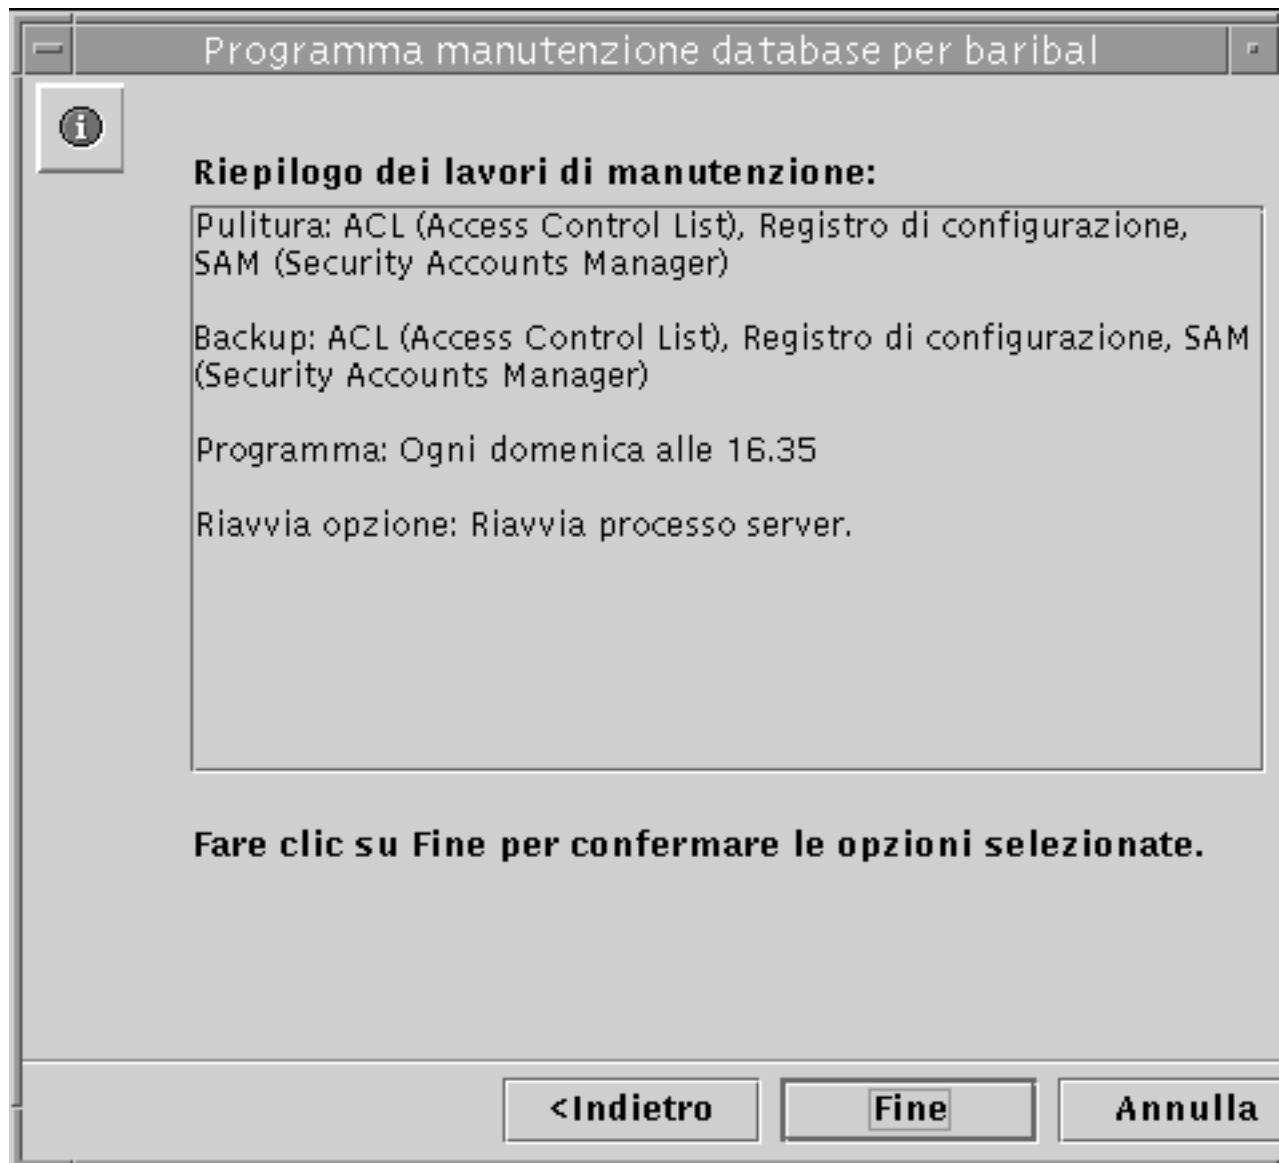 Programma manutenzione database per baribal
Riepilogo dei lavori di manutenzione:
Pulitura: ACL (Access Control List), Registro di configurazione,
SAM (Security Accounts Manager)
Backup: ACL (Access Control List), Registro di configurazione, SAM
(Security Accounts Manager)
Programma: Ogni domenica alle 16.35
Riavvia opzione: Riavvia processo server.
Fare clic su Fine per confermare le opzioni selezionate.
<Indietro
Fine
Annulla